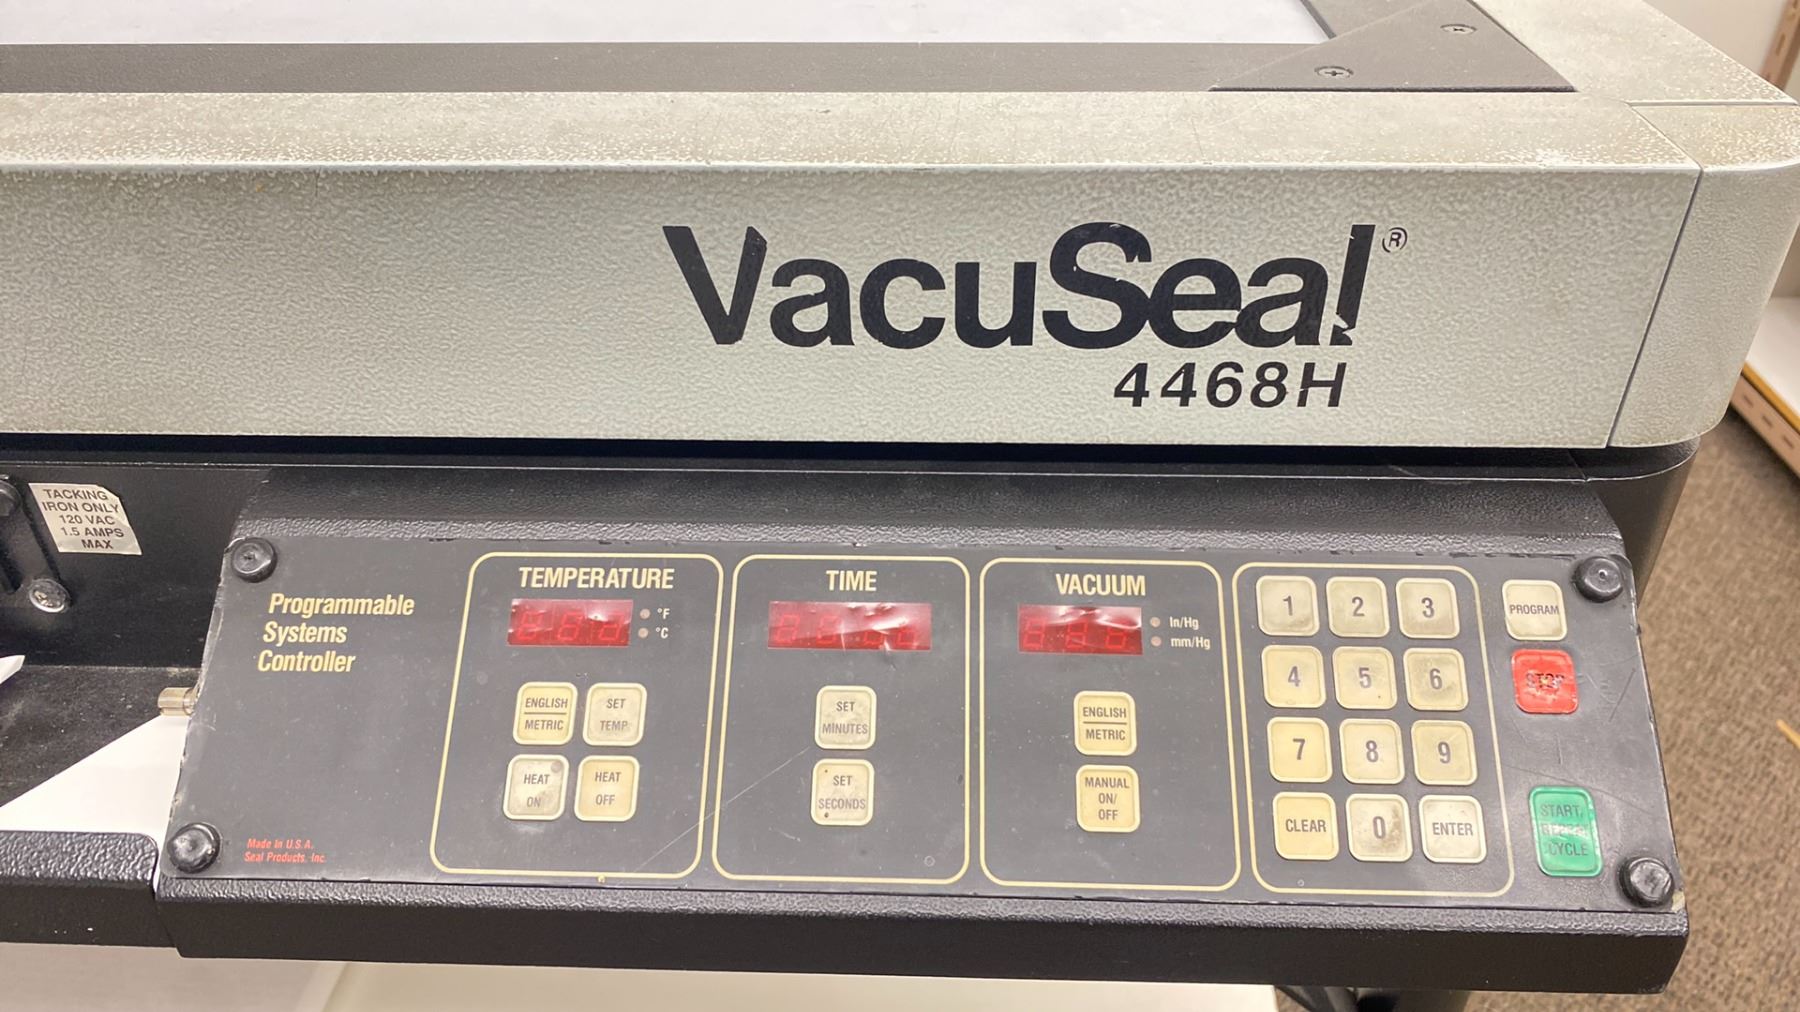 VacuSeal®
4468H
TACKING
IRON ONLY
120 VAC
1.5 AMPS
MAX
Programmable
Systems
Controller
Made In U.S.A.
Seal Products, Inc.
TEMPERATURE
°F
°C
ENGLISH
METRIC
SET
TEMP
HEAT
ON
HEAT
OFF
TIME
SET
MINUTES
SET
SECONDS
VACUUM
In/Hg
mm/Hg
ENGLISH
METRIC
MANUAL
ON/
OFF
1 2 3
4 5 6
7 8 9
CLEAR 0 ENTER
PROGRAM
STOP
START/
CYCLE